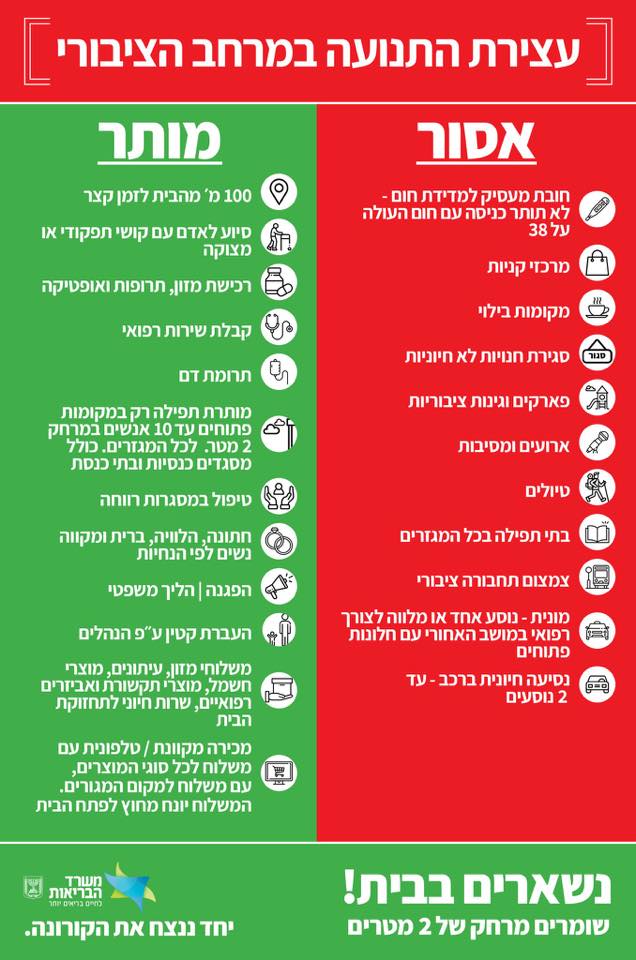 עצירת התנועה במרחב הציבורי
אסור
חובת מעסיק למדידת חום -
לא תותר כניסה עם חום העולה
על 38
מרכזי קניות
מקומות בילוי
סגור
סגירת חנויות לא חיוניות
פארקים וגינות ציבוריות
ארועים ומסיבות
טיולים
בתי תפילה בכל המגזרים
צמצום תחבורה ציבורי
מונית - נוסע אחד או מלווה לצורך
רפואי במושב האחורי עם חלונות
פתוחים
נסיעה חיונית ברכב - עד
2 נוסעים
מותר
100 מ׳ מהבית לזמן קצר
סיוע לאדם עם קושי תפקודי או
מצוקה
רכישת מזון, תרופות ואופטיקה
קבלת שירות רפואי
תרומת דם
מותרת תפילה רק במקומות
פתוחים עד 10 אנשים במרחק
2 מטר. לכל המגזרים. כולל
מסגדים כנסיות ובתי כנסת
טיפול במסגרות רווחה
חתונה, הלוויה, ברית ומקווה
נשים לפי הנחיות
הפגנה | הליך משפטי
העברת קטין ע״פ הנהלים
משלוחי מזון, עיתונים, מוצרי
חשמל, מוצרי תקשורת ואביזרים
רפואיים, שרות חיוני לתחזוקת
הבית
מכירה מקוונת / טלפונית עם
משלוח לכל סוגי המוצרים,
עם משלוח למקום המגורים.
המשלוח יונח מחוץ לפתח הבית
נשארים בבית!
שומרים מרחק של 2 מטרים
משרד
הבריאות
לחיים בריאים יותר
יחד ננצח את הקורונה.